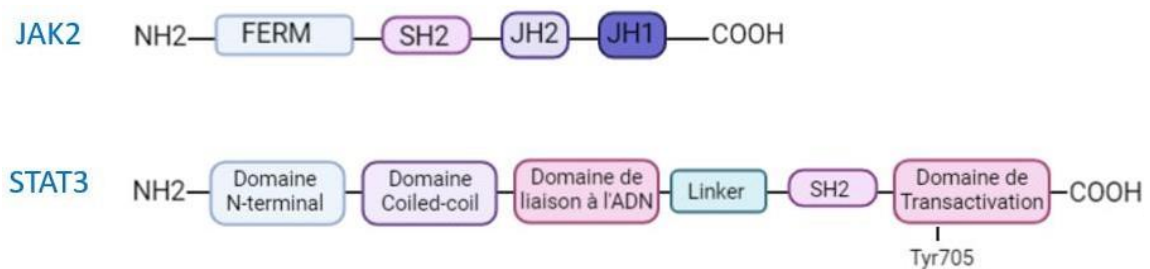 JAK2 NH2 FERM SH2 JH2 JH1 COOH
STAT3 NH2 Domaine N-terminal Domaine Coiled-coil Domaine de liaison à l'ADN Linker SH2 Domaine de Transactivation COOH
Tyr705